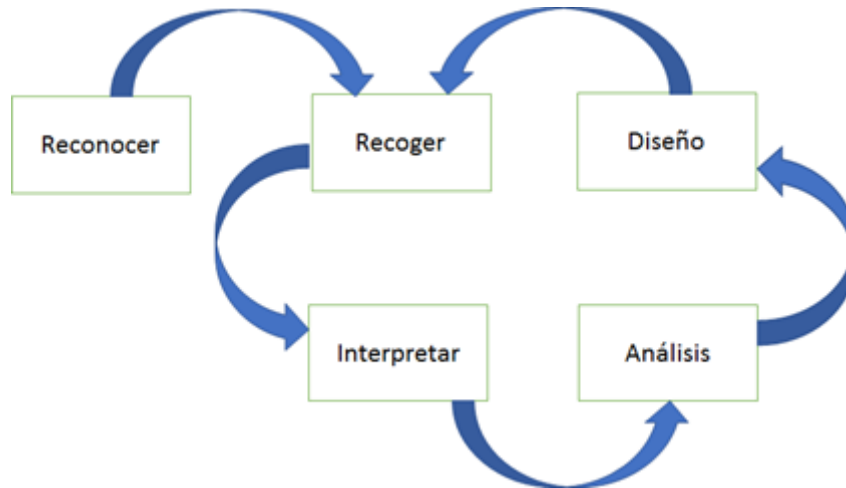 Reconocer
Recoger
Diseño
Interpretar
Análisis